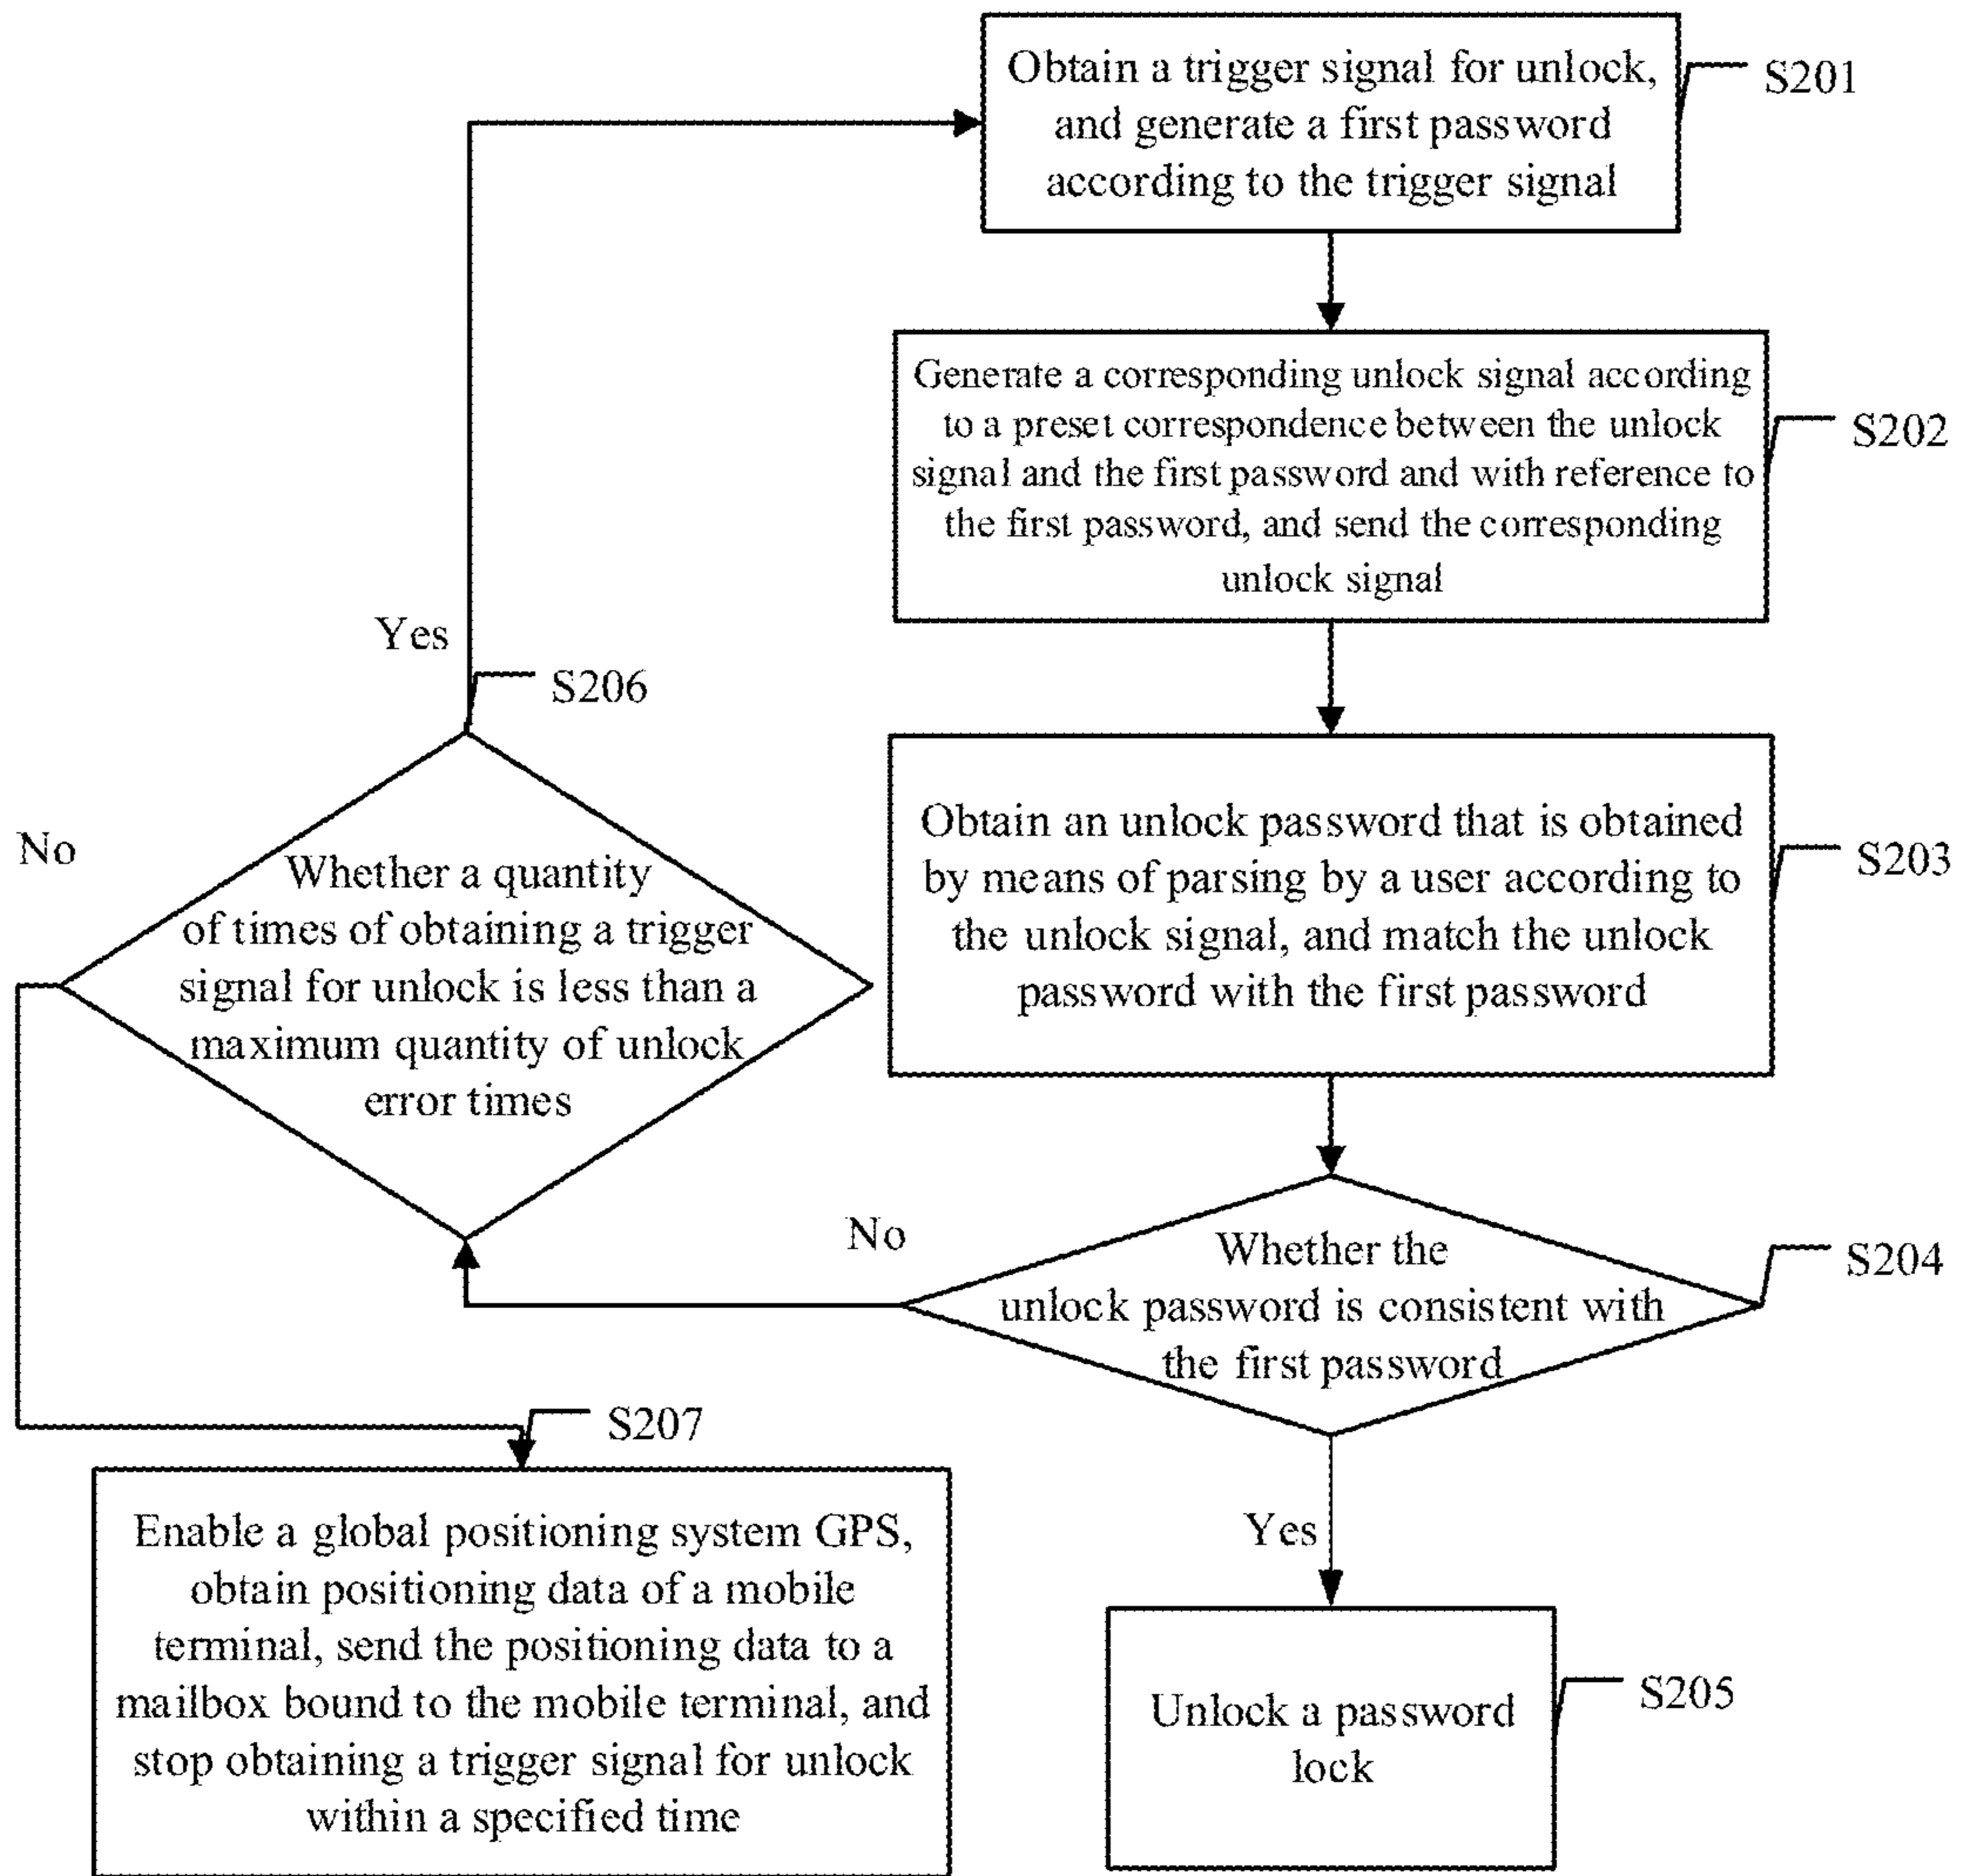 Obtain a trigger signal for unlock,
and generate a first password
according to the trigger signal
S201
Generate a corresponding unlock signal according
to a preset correspondence between the unlock
signal and the first password and with reference to
the first password, and send the corresponding
unlock signal
S202
Yes
S206
Obtain an unlock password that is obtained
by means of parsing by a user according to
the unlock signal, and match the unlock
password with the first password
S203
No
Whether a quantity
of times of obtaining a trigger
signal for unlock is less than a
maximum quantity of unlock
error times
No
Whether the
unlock password is consistent with
the first password
S204
S207
Enable a global positioning system GPS,
obtain positioning data of a mobile
terminal, send the positioning data to a
mailbox bound to the mobile terminal, and
stop obtaining a trigger signal for unlock
within a specified time
Yes
Unlock a password
lock
S205